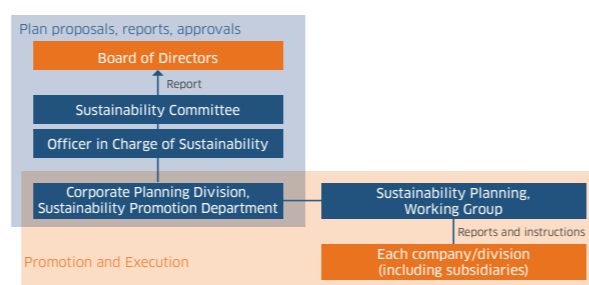 Plan proposals, reports, approvals
Board of Directors
Report
Sustainability Committee
Officer in Charge of Sustainability
Corporate Planning Division,
Sustainability Promotion Department
Sustainability Planning,
Working Group
Reports and instructions
Each company/division
(including subsidiaries)
Promotion and Execution